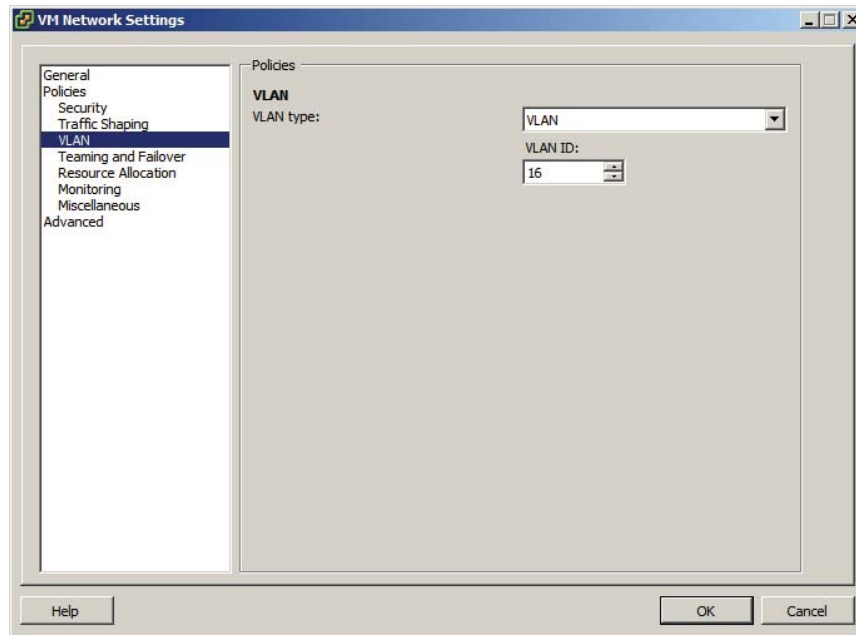 VM Network Settings
General
Policies
Security
Traffic Shaping
VLAN
Teaming and Failover
Resource Allocation
Monitoring
Miscellaneous
Advanced
Policies
VLAN
VLAN type:
VLAN
VLAN ID:
16
Help
OK
Cancel